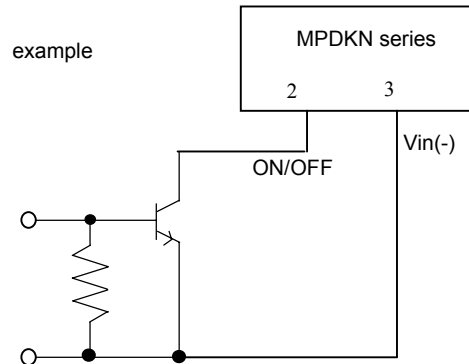 MPDKN series
example
2 3
Vin(-)
ON/OFF